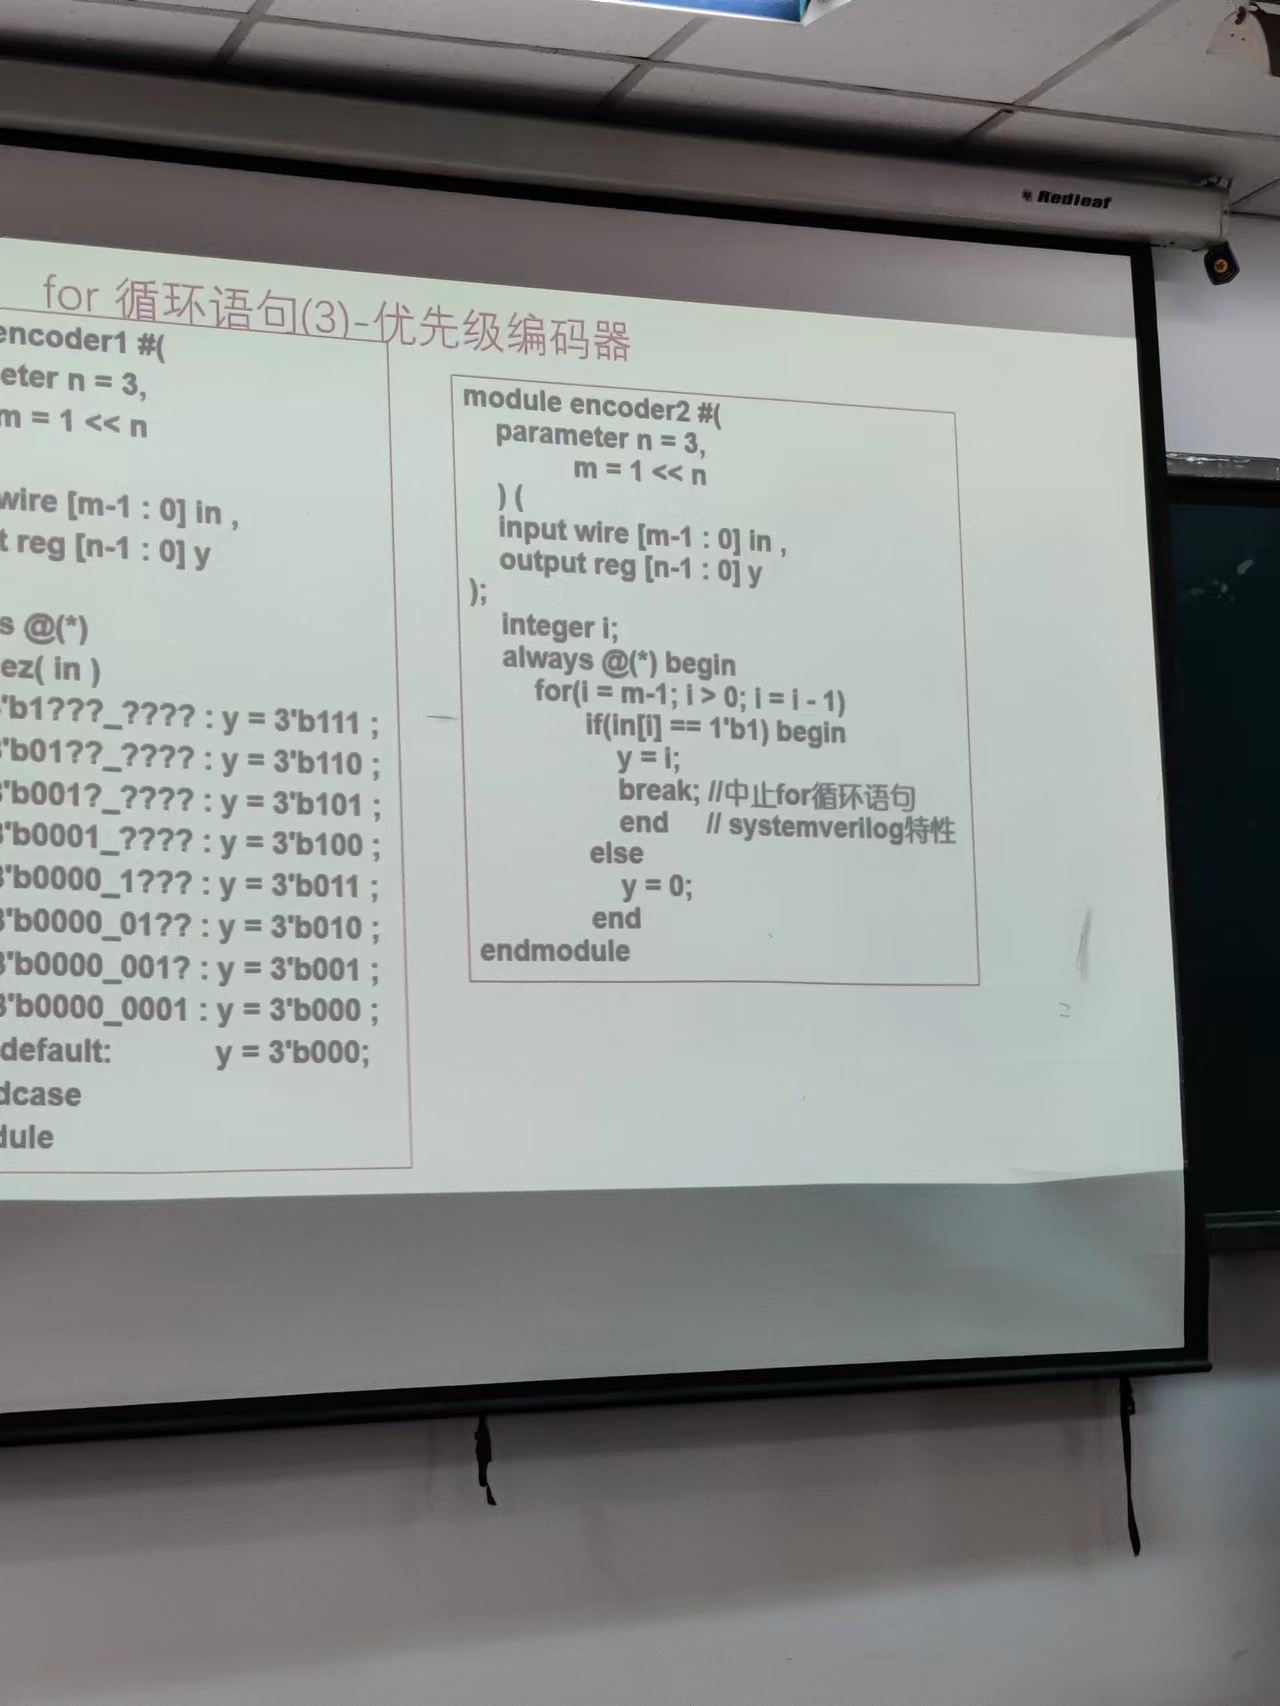 Redleaf
for 循环语句(3)-优先级编码器
encoder1 #(
eter n = 3,
m = 1 << n
wire [m-1 : 0] in ,
t reg [n-1 : 0] y
s @(*)
ez( in )
'b1???_???? : y = 3'b111 ;
'b01??_???? : y = 3'b110 ;
'b001?_???? : y = 3'b101 ;
'b0001_???? : y = 3'b100 ;
'b0000_1??? : y = 3'b011 ;
'b0000_01?? : y = 3'b010 ;
'b0000_001? : y = 3'b001 ;
'b0000_0001 : y = 3'b000 ;
default: y = 3'b000;
dcase
dule
module encoder2 #(
parameter n = 3,
m = 1 << n
) (
input wire [m-1 : 0] in ,
output reg [n-1 : 0] y
);
integer i;
always @(*) begin
for(i = m-1; i > 0; i = i - 1)
if(in[i] == 1'b1) begin
y = i;
break; //中止for循环语句
end // systemverilog特性
else
y = 0;
end
endmodule